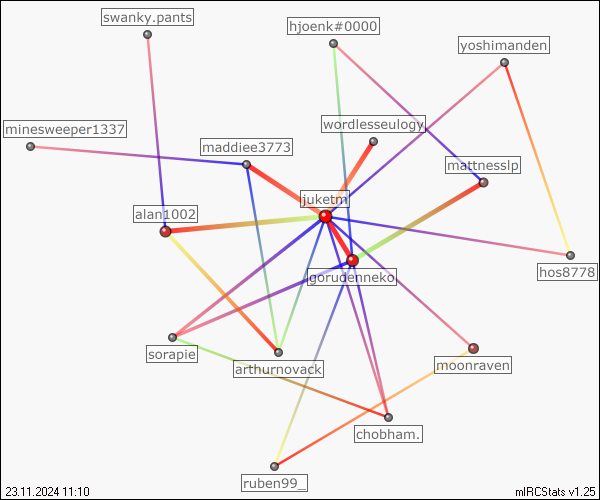 swanky.pants
hjoenk#0000
yoshimanden
minesweeper1337
wordlesseulogy
maddiee3773
mattnesslp
juketm
alan1002
gorudenneko
hos8778
sorapie
arthurnovack
moonraven
chobham.
ruben99_
23.11.2024 11:10
mIRCStats v1.25